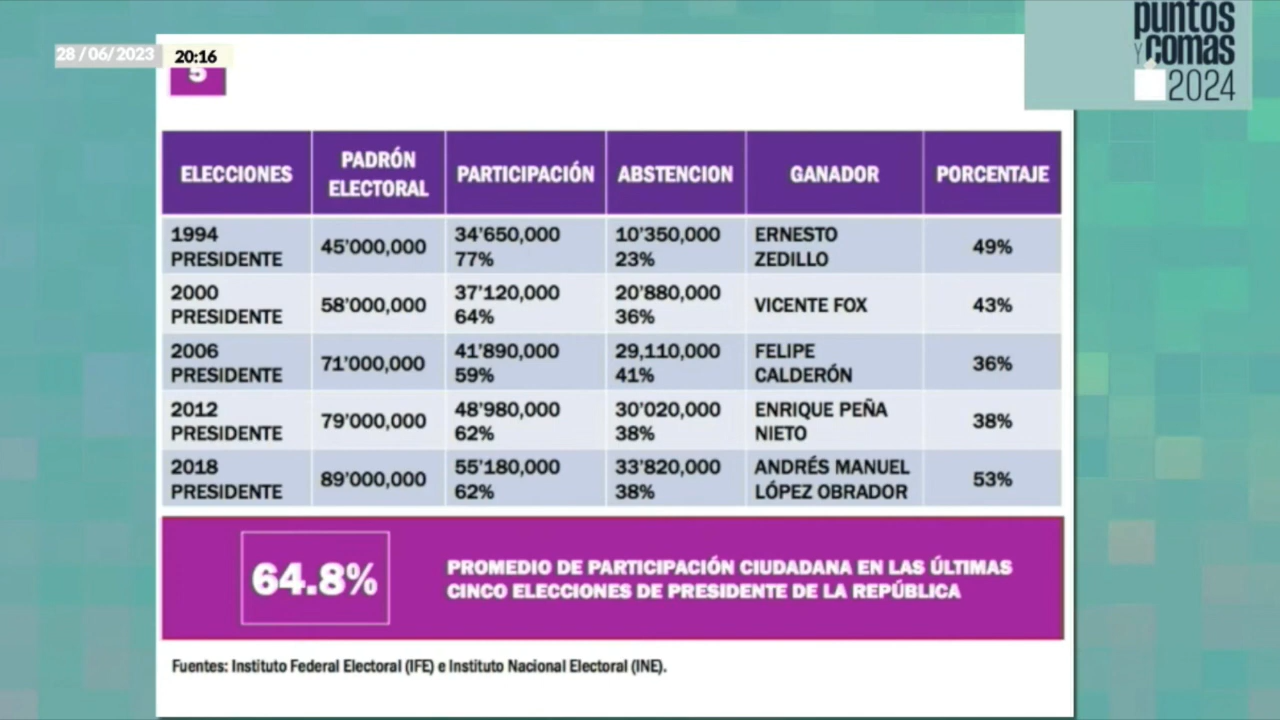 28/06/2023
20:16
puntos
Y comas
2024
5
ELECCIONES
PADRÓN
ELECTORAL
PARTICIPACIÓN
ABSTENCION
GANADOR
PORCENTAJE
1994
PRESIDENTE
45’000,000
34’650,000
77%
10’350,000
23%
ERNESTO
ZEDILLO
49%
2000
PRESIDENTE
58’000,000
37’120,000
64%
20’880,000
36%
VICENTE FOX
43%
2006
PRESIDENTE
71’000,000
41’890,000
59%
29,110,000
41%
FELIPE
CALDERÓN
36%
2012
PRESIDENTE
79’000,000
48’980,000
62%
30’020,000
38%
ENRIQUE PEÑA
NIETO
38%
2018
PRESIDENTE
89’000,000
55’180,000
62%
33’820,000
38%
ANDRÉS MANUEL
LÓPEZ OBRADOR
53%
64.8%
PROMEDIO DE PARTICIPACIÓN CIUDADANA EN LAS ÚLTIMAS
CINCO ELECCIONES DE PRESIDENTE DE LA REPÚBLICA
Fuentes: Instituto Federal Electoral (IFE) e Instituto Nacional Electoral (INE).